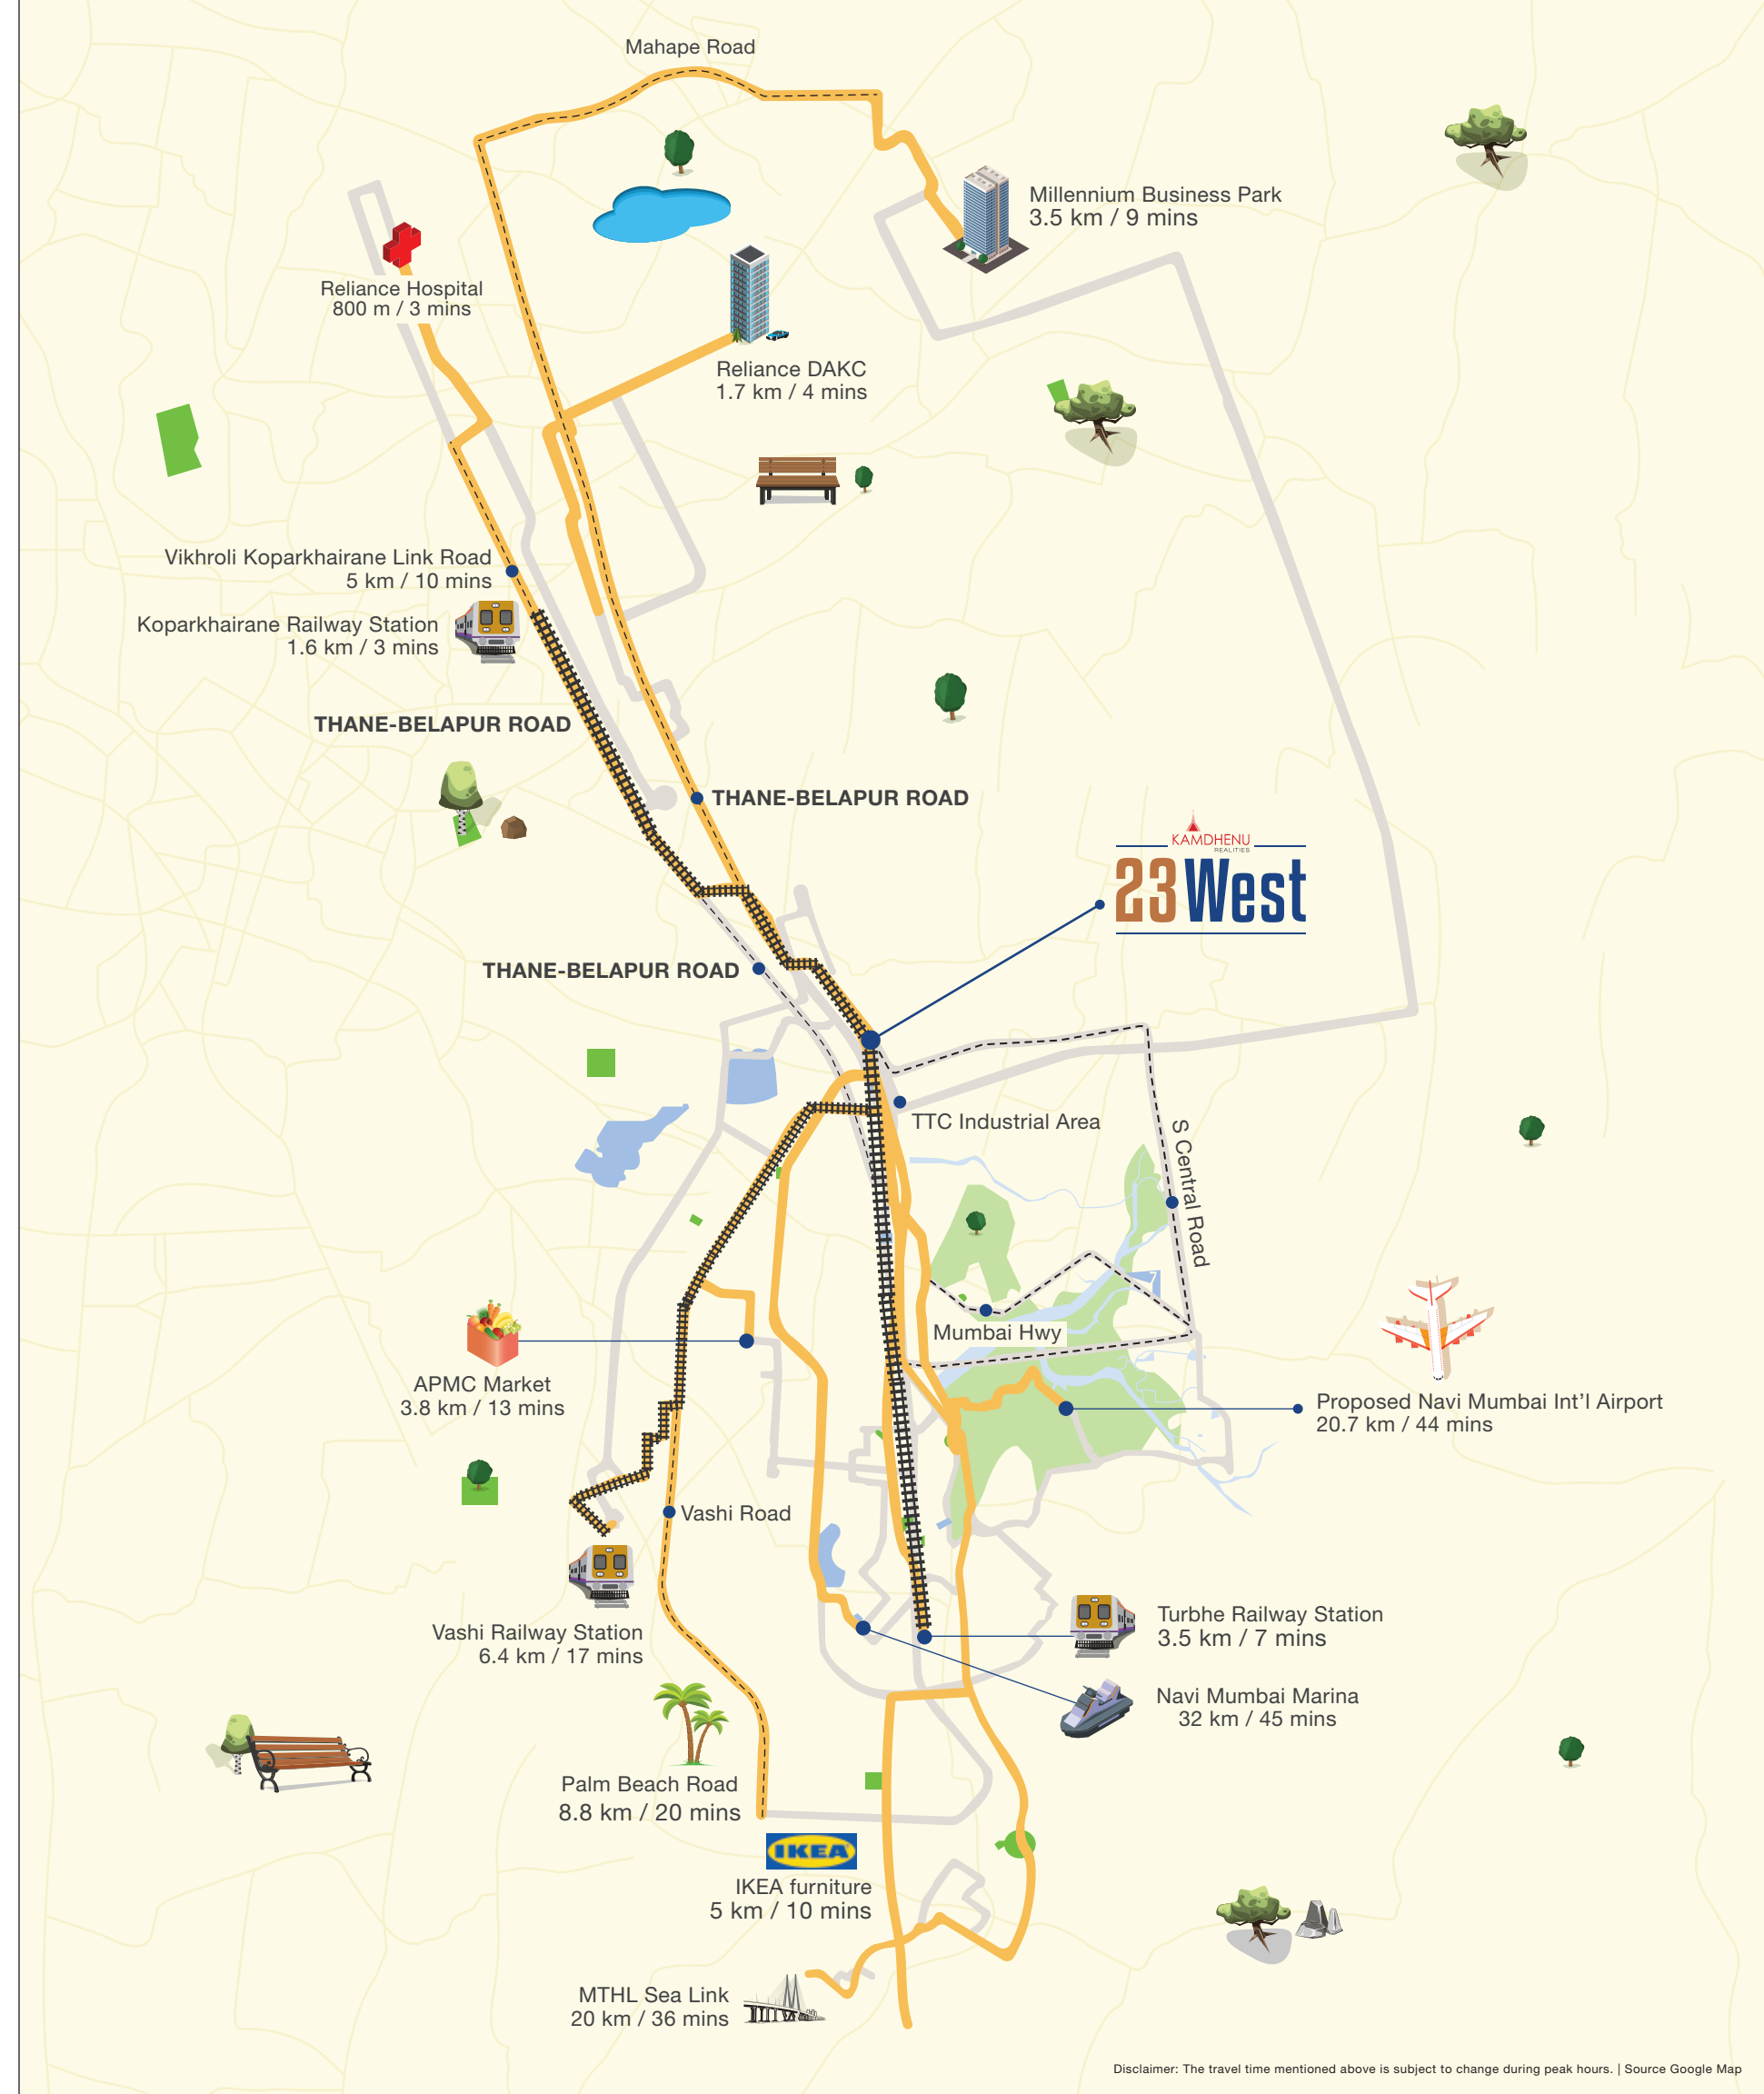 Mahape Road
Millennium Business Park
3.5 km / 9 mins
Reliance Hospital
800 m / 3 mins
Reliance DAKC
1.7 km / 4 mins
Vikhroli Koparkhairane Link Road
5 km / 10 mins
Koparkhairane Railway Station
1.6 km / 3 mins
THANE-BELAPUR ROAD
THANE-BELAPUR ROAD
KAMDHENU
REALITIES
23 West
THANE-BELAPUR ROAD
TTC Industrial Area
S Central Road
7
Mumbai Hwy
APMC Market
3.8 km / 13 mins
Proposed Navi Mumbai Int'l Airport
20.7 km / 44 mins
Vashi Road
Vashi Railway Station
6.4 km / 17 mins
Turbhe Railway Station
3.5 km / 7 mins
Navi Mumbai Marina
32 km / 45 mins
Palm Beach Road
8.8 km / 20 mins
IKEA
IKEA furniture
5 km / 10 mins
MTHL Sea Link
20 km / 36 mins
Disclaimer: The travel time mentioned above is subject to change during peak hours. | Source Google Map